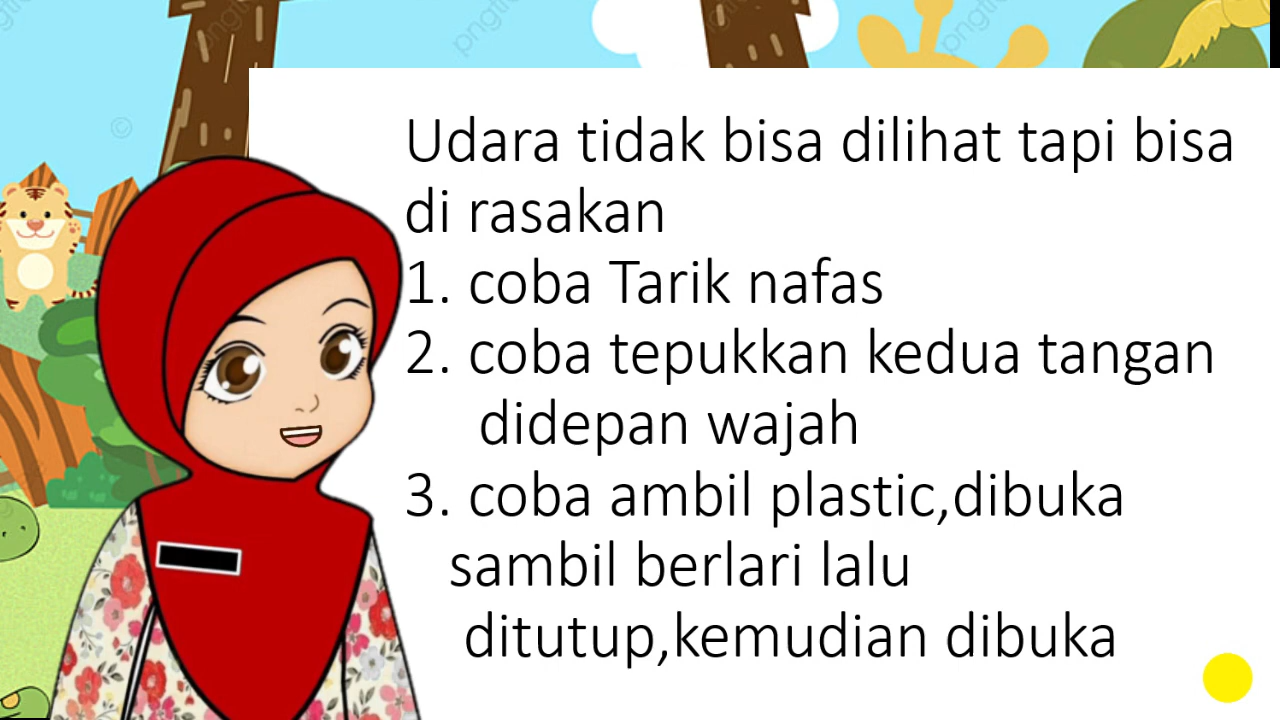 Udara tidak bisa dilihat tapi bisa
di rasakan
1. coba Tarik nafas
2. coba tepukkan kedua tangan
didepan wajah
3. coba ambil plastic,dibuka
sambil berlari lalu
ditutup,kemudian dibuka